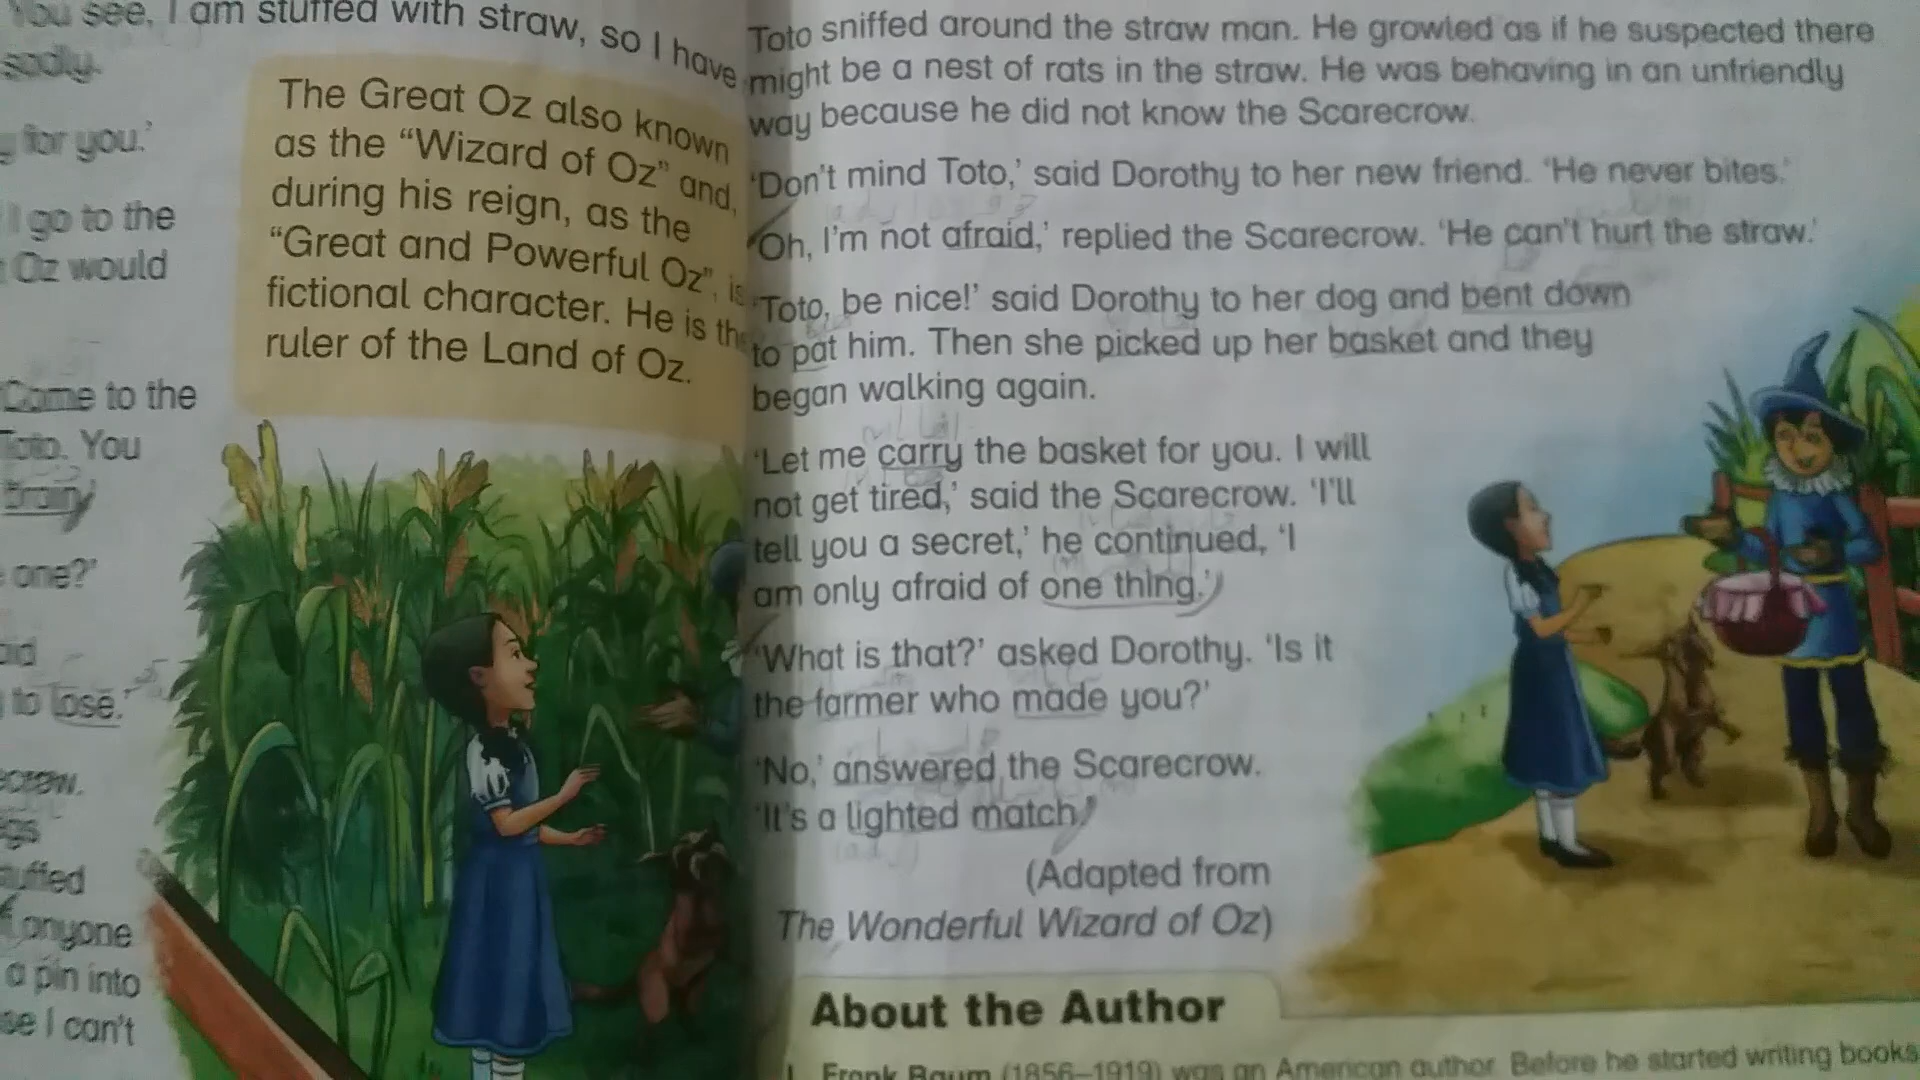 You see, I am stuffed with straw, so I have
sadly.
for you.'
I go to the
Oz would
Come to the
Toto. You
one?'
to lose.'
anyone
a pin into
I can't
The Great Oz also known
as the “Wizard of Oz” and,
during his reign, as the
“Great and Powerful Oz”, is
fictional character. He is the
ruler of the Land of Oz.
Toto sniffed around the straw man. He growled as if he suspected there
might be a nest of rats in the straw. He was behaving in an unfriendly
way because he did not know the Scarecrow.
'Don't mind Toto,' said Dorothy to her new friend. 'He never bites.'
'Oh, I'm not afraid,' replied the Scarecrow. 'He can't hurt the straw.'
'Toto, be nice!' said Dorothy to her dog and bent down
to pat him. Then she picked up her basket and they
began walking again.
'Let me carry the basket for you. I will
not get tired,' said the Scarecrow. 'I'll
tell you a secret,' he continued, 'I
am only afraid of one thing.'
'What is that?' asked Dorothy. 'Is it
the farmer who made you?'
'No,' answered the Scarecrow.
'It's a lighted match.'
(Adapted from
The Wonderful Wizard of Oz)
About the Author
L. Frank Baum (1856–1919) was an American author. Before he started writing books